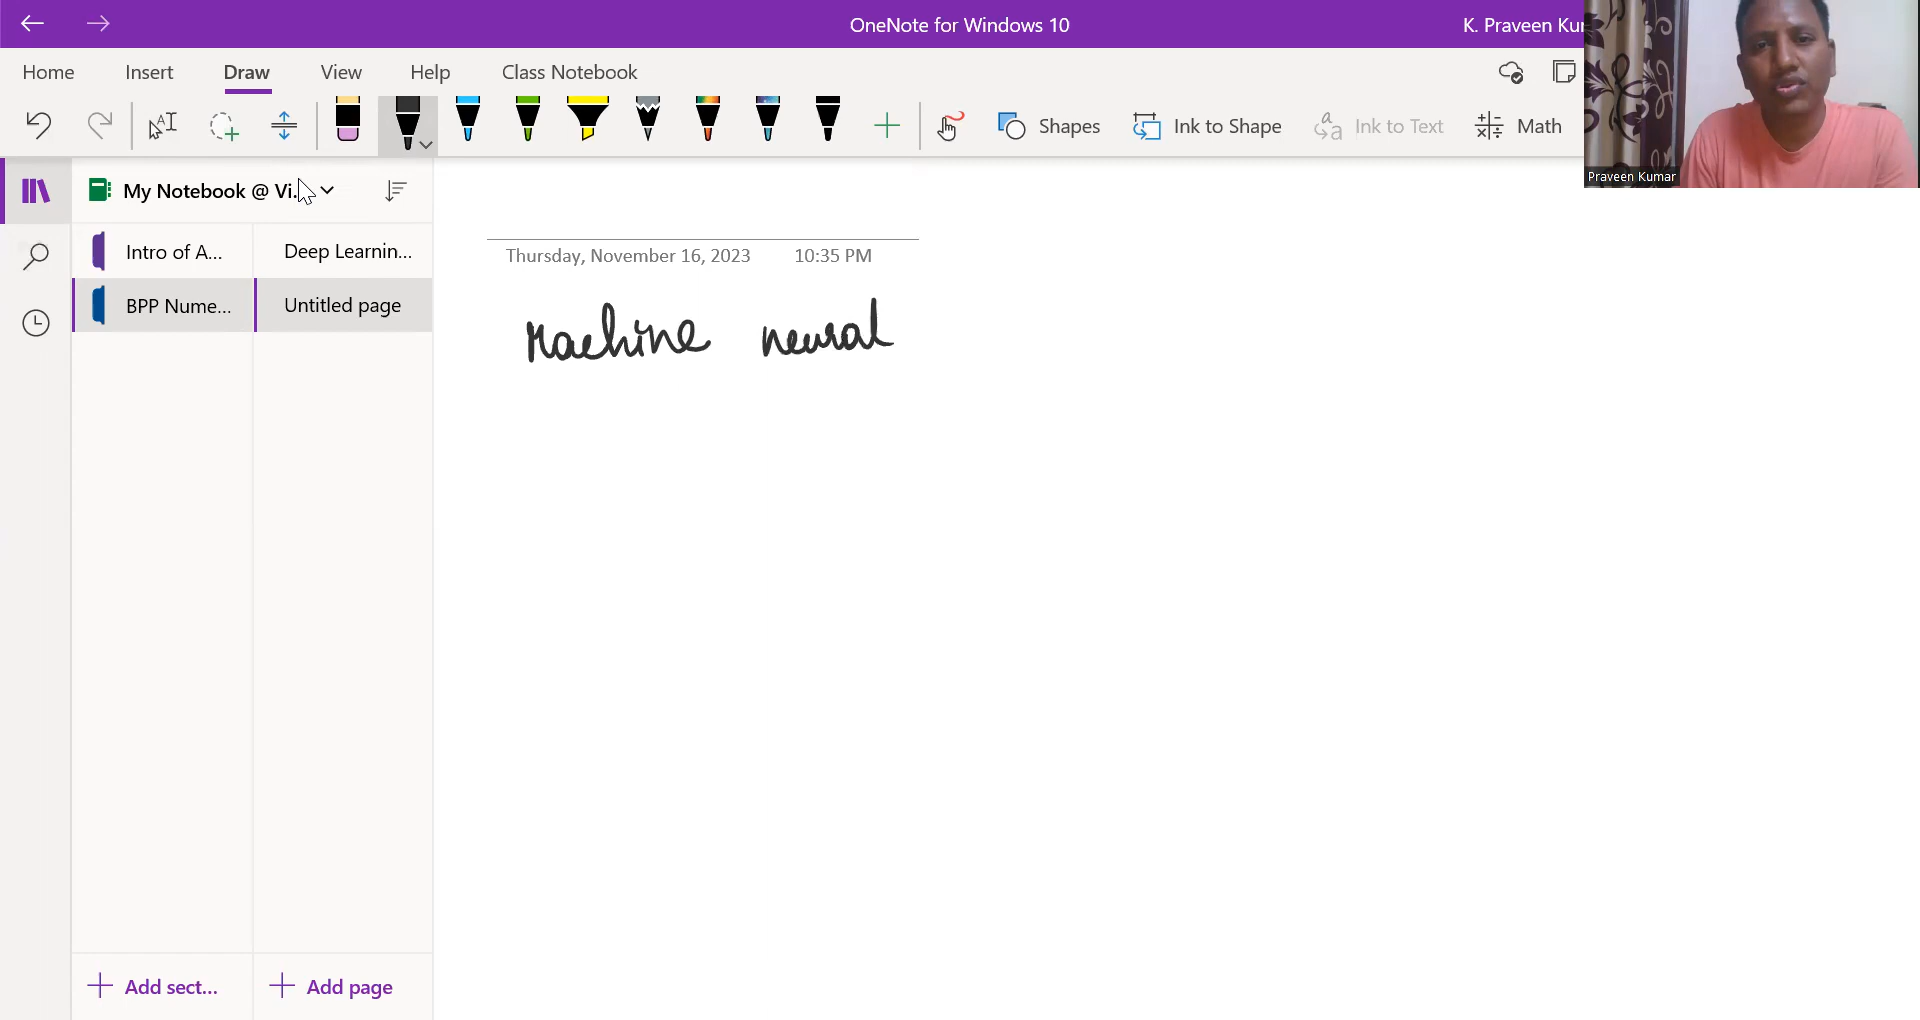 OneNote for Windows 10
K. Praveen Kur
Home Insert Draw View Help Class Notebook
Shapes Ink to Shape Ink to Text Math
Praveen Kumar
My Notebook @ Vi...
Intro of A...
BPP Nume...
Deep Learnin...
Untitled page
Thursday, November 16, 2023 10:35 PM
Machine neural
Add sect...
Add page